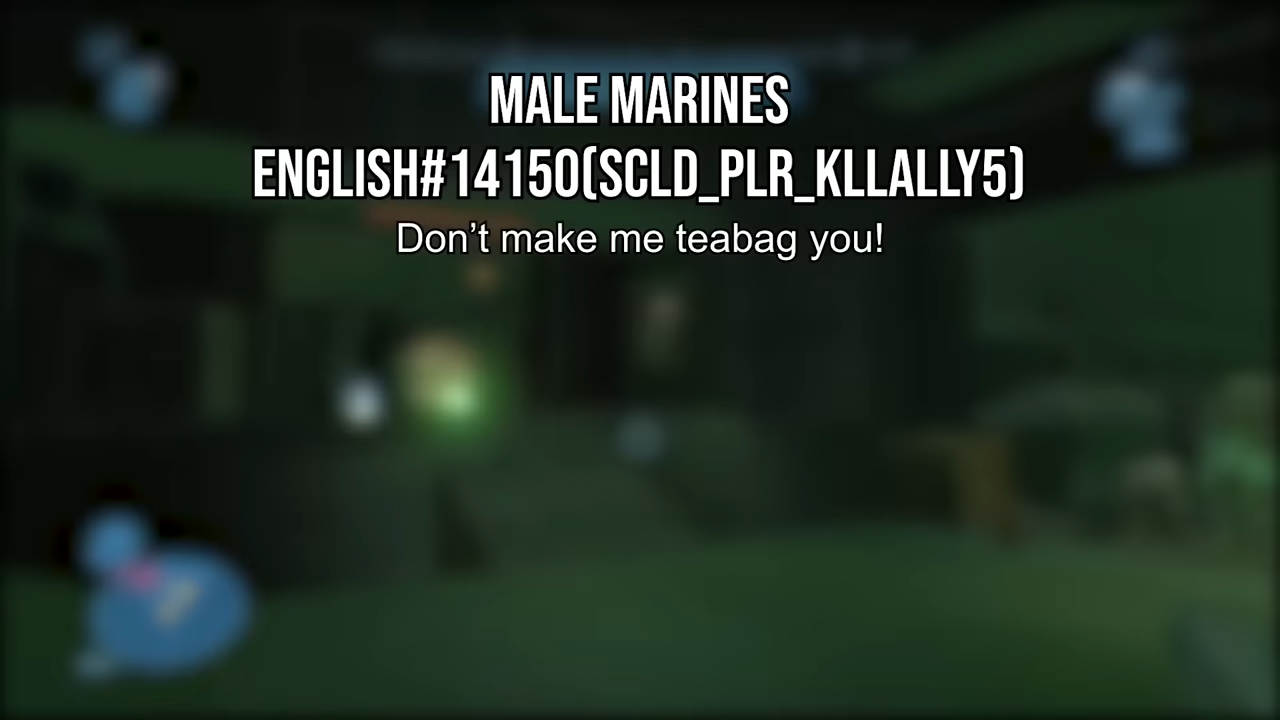 MALE MARINES
ENGLISH#14150(SCLD_PLR_KLLALLY5)
Don’t make me teabag you!